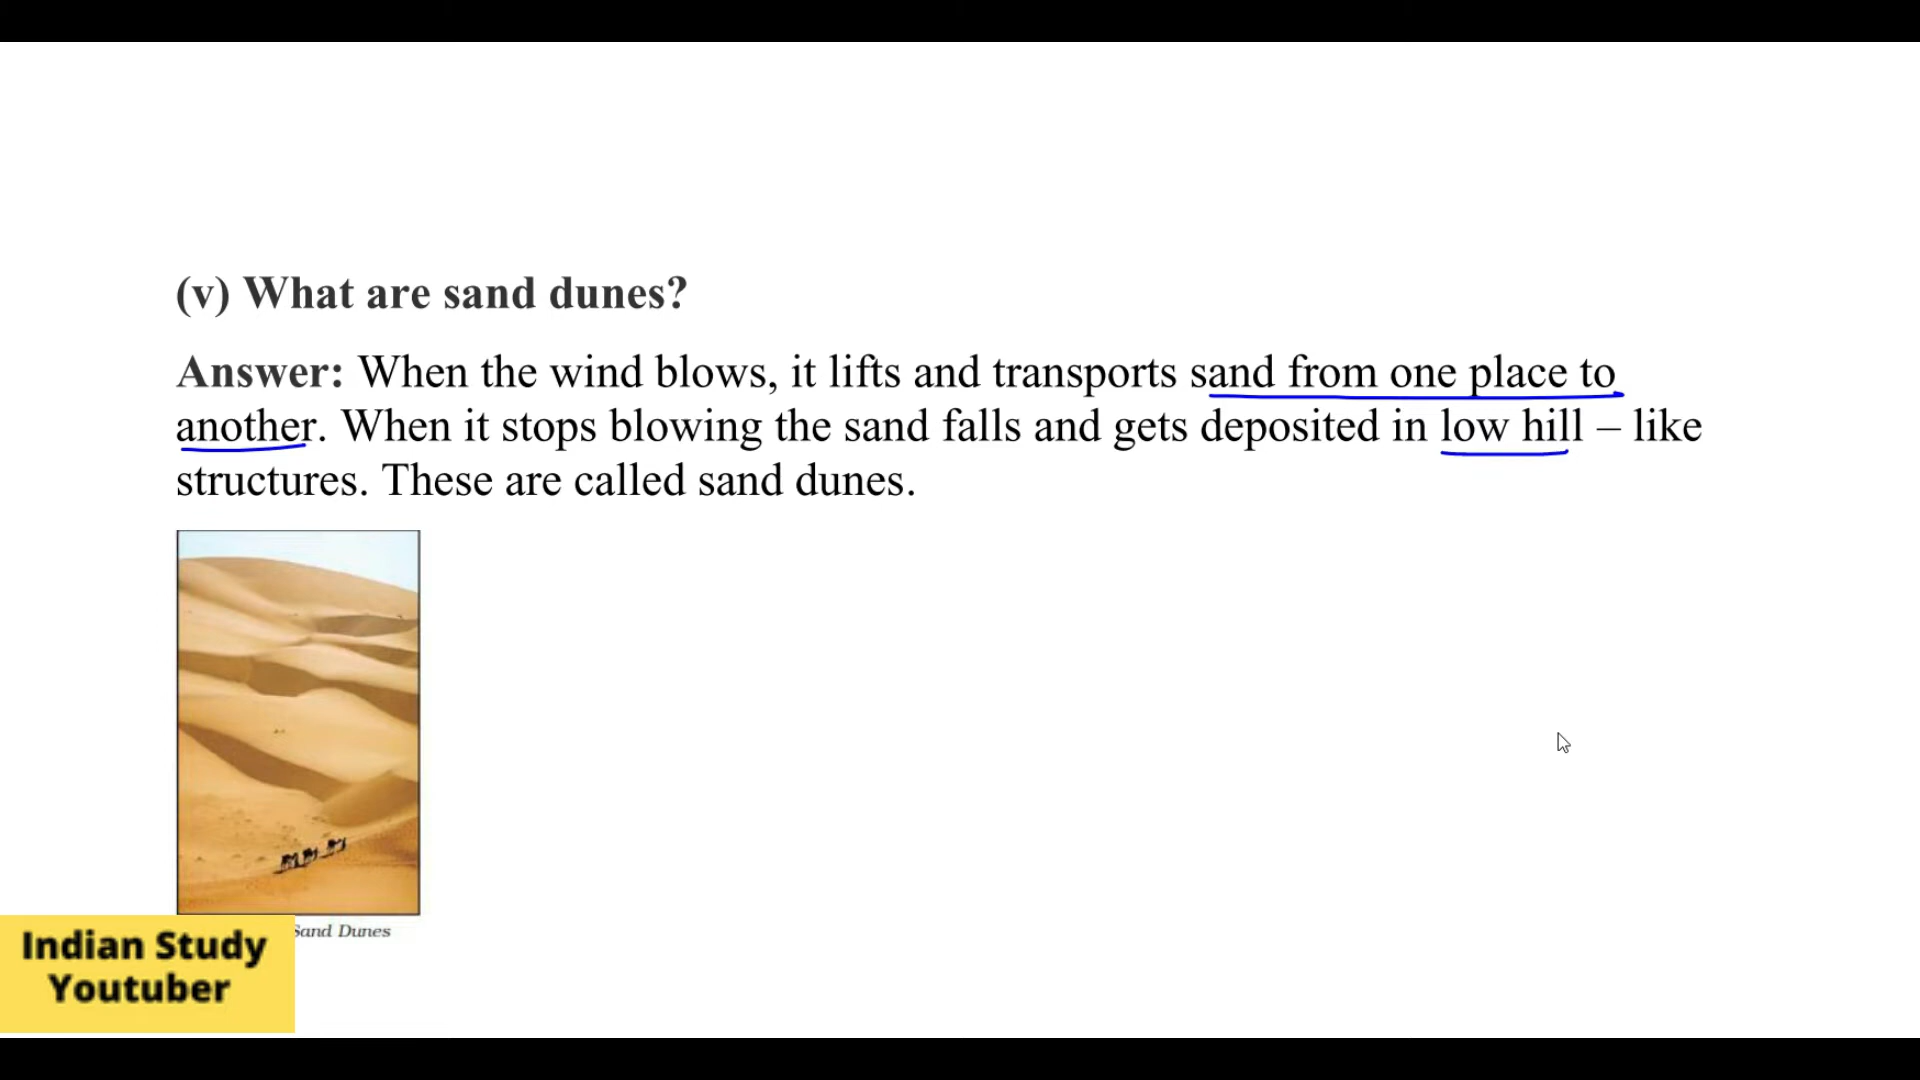 (v) What are sand dunes?
Answer: When the wind blows, it lifts and transports sand from one place to
another. When it stops blowing the sand falls and gets deposited in low hill – like
structures. These are called sand dunes.
Sand Dunes
Indian Study
Youtuber